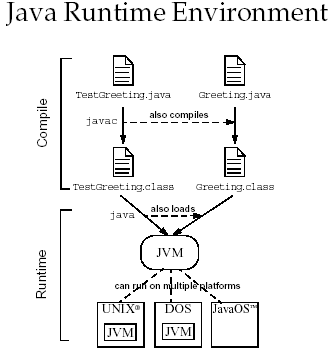 Java Runtime Environment
TestGreeting.java
Greeting.java
also compiles
javac
Compile
TestGreeting.class
Greeting.class
also loads
java
JVM
Runtime
can run on multiple platforms
UNIX®
DOS
JavaOS™
JVM
JVM